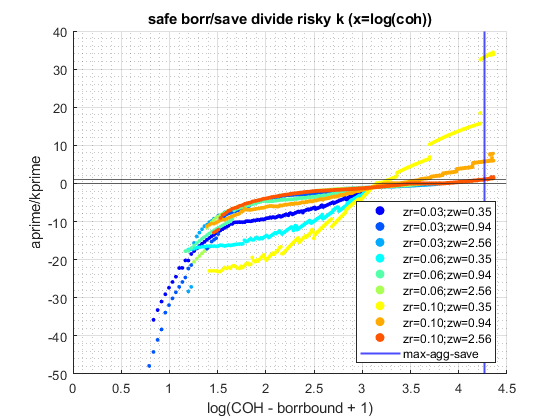 safe borr/save divide risky k (x=log(coh))
40
30
20
10
0
-10
-20
-30
-40
-50
aprime/kprime
0
0.5
1
1.5
2
2.5
3
3.5
4
4.5
log(COH - borrbound + 1)
zr=0.03;zw=0.35
zr=0.03;zw=0.94
zr=0.03;zw=2.56
zr=0.06;zw=0.35
zr=0.06;zw=0.94
zr=0.06;zw=2.56
zr=0.10;zw=0.35
zr=0.10;zw=0.94
zr=0.10;zw=2.56
max-agg-save